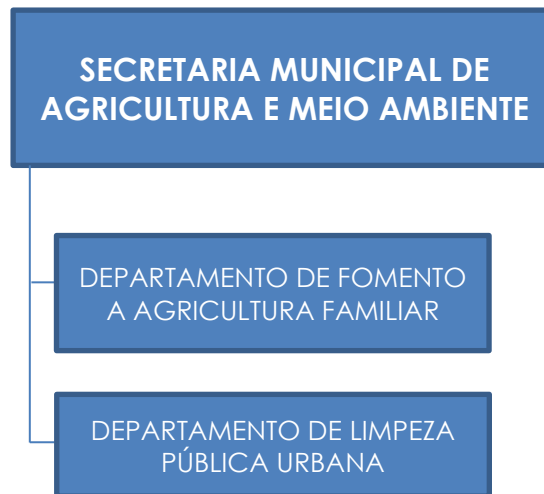 SECRETARIA MUNICIPAL DE
AGRICULTURA E MEIO AMBIENTE
DEPARTAMENTO DE FOMENTO
A AGRICULTURA FAMILIAR
DEPARTAMENTO DE LIMPEZA
PÚBLICA URBANA